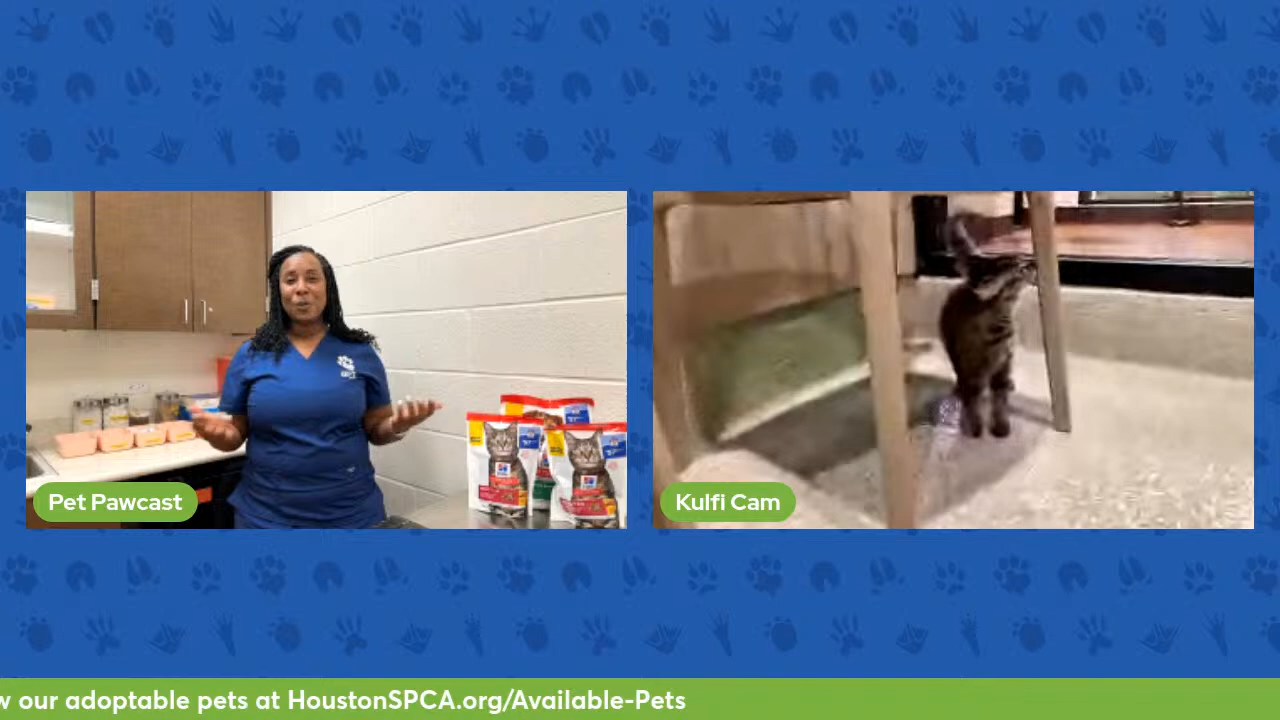 Pet Pawcast
Kulfi Cam
w our adoptable pets at HoustonSPCA.org/Available-Pets